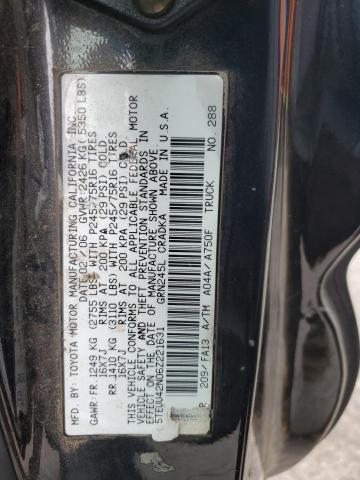 MFD. BY: TOYOTA MOTOR MANUFACTURING CALIFORNIA INC.
DATE: 02/06 GVWR 2426 KG( 5350 LBS)
GAWR: FR 1249 KG (2755 LBS) WITH P245/75R16 TIRES
16X7J RIMS AT 200 KPA (29 PSI) COLD
RR 1410 KG (3110 LBS) WITH P245/75R16 TIRES
16X7J RIMS AT 200 KPA (29 PSI) COLD
THIS VEHICLE CONFORMS TO ALL APPLICABLE FEDERAL MOTOR
VEHICLE SAFETY AND THEFT PREVENTION STANDARDS IN
EFFECT ON THE DATE OF MANUFACTURE SHOWN ABOVE.
5TEUU42N06Z221631 GRN245L CRADKA MADE IN U.S.A.
R 209/FA13 A/TM A04A/A750F TRUCK NO. 288